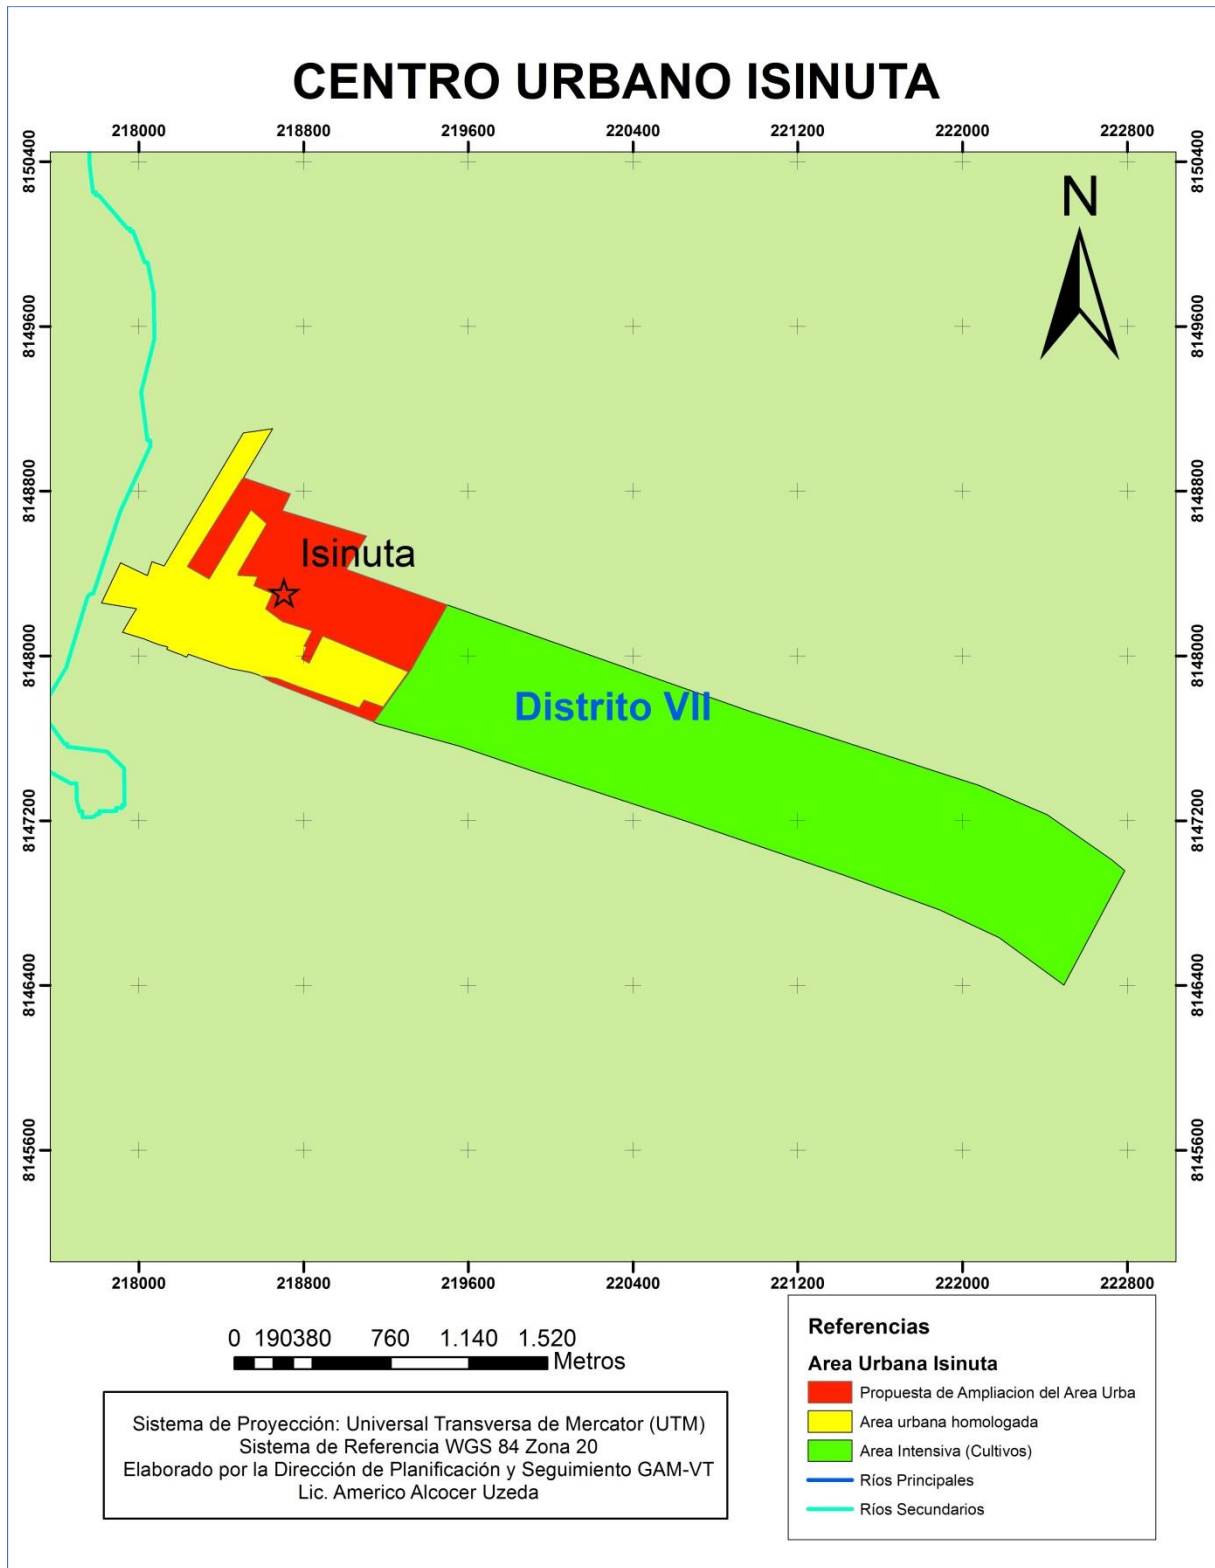 CENTRO URBANO ISINUTA
218000 218800 219600 220400 221200 222000 222800
8150400 8150400
N
8149600 8149600
8148800 8148800
Isinuta
8148000 8148000
Distrito VII
8147200 8147200
8146400 8146400
8145600 8145600
218000 218800 219600 220400 221200 222000 222800
0 190380 760 1.140 1.520
Metros
Sistema de Proyección: Universal Transversa de Mercator (UTM)
Sistema de Referencia WGS 84 Zona 20
Elaborado por la Dirección de Planificación y Seguimiento GAM-VT
Lic. Americo Alcocer Uzeda
Referencias
Area Urbana Isinuta
Propuesta de Ampliacion del Area Urba
Area urbana homologada
Area Intensiva (Cultivos)
Ríos Principales
Ríos Secundarios